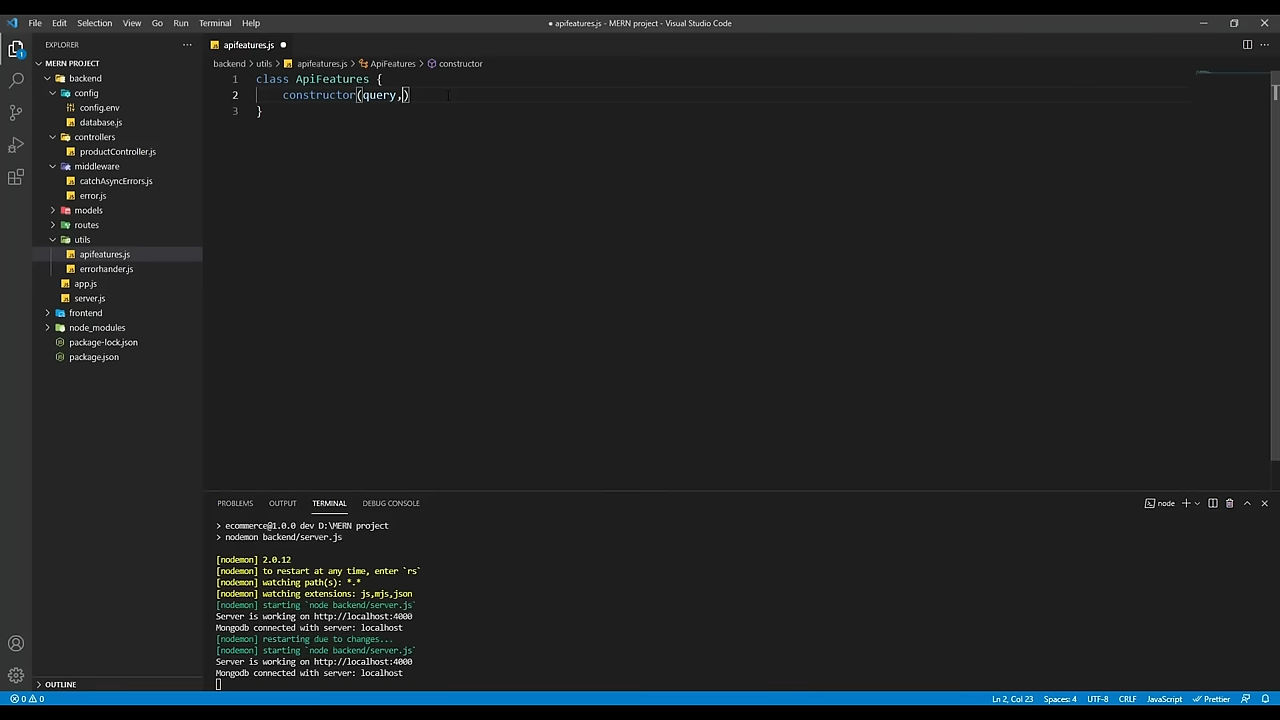 File Edit Selection View Go Run Terminal Help
● apifeatures.js - MERN project - Visual Studio Code
EXPLORER
MERN PROJECT
backend
config
config.env
database.js
controllers
productController.js
middleware
catchAsyncErrors.js
error.js
models
routes
utils
apifeatures.js
errorhander.js
app.js
server.js
frontend
node_modules
package-lock.json
package.json
OUTLINE
1
apifeatures.js
backend > utils > apifeatures.js > ApiFeatures > constructor
1 class ApiFeatures {
2 constructor(query,)
3 }
PROBLEMS OUTPUT TERMINAL DEBUG CONSOLE
node
> ecommerce@1.0.0 dev D:\MERN project
> nodemon backend/server.js
[nodemon] 2.0.12
[nodemon] to restart at any time, enter `rs`
[nodemon] watching path(s): *.*
[nodemon] watching extensions: js,mjs,json
[nodemon] starting `node backend/server.js`
Server is working on http://localhost:4000
Mongodb connected with server: localhost
[nodemon] restarting due to changes...
[nodemon] starting `node backend/server.js`
Server is working on http://localhost:4000
Mongodb connected with server: localhost
0 0
Ln 2, Col 23 Spaces: 4 UTF-8 CRLF JavaScript Prettier